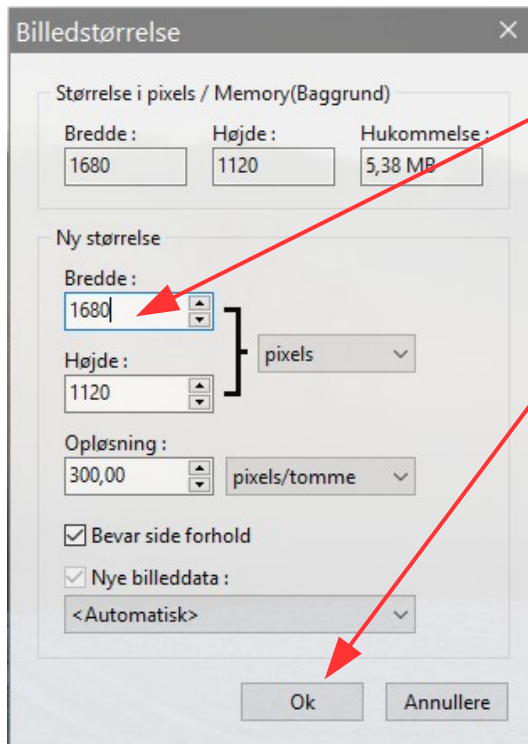 Billedstørrelse
Størrelse i pixels / Memory(Baggrund)
Bredde : Højde : Hukommelse :
1680 1120 5,38 MB
Ny størrelse
Bredde :
1680
pixels
Højde :
1120
Opløsning :
300,00 pixels/tomme
Bevar side forhold
Nye billeddata :
<Automatisk>
Ok Annullere